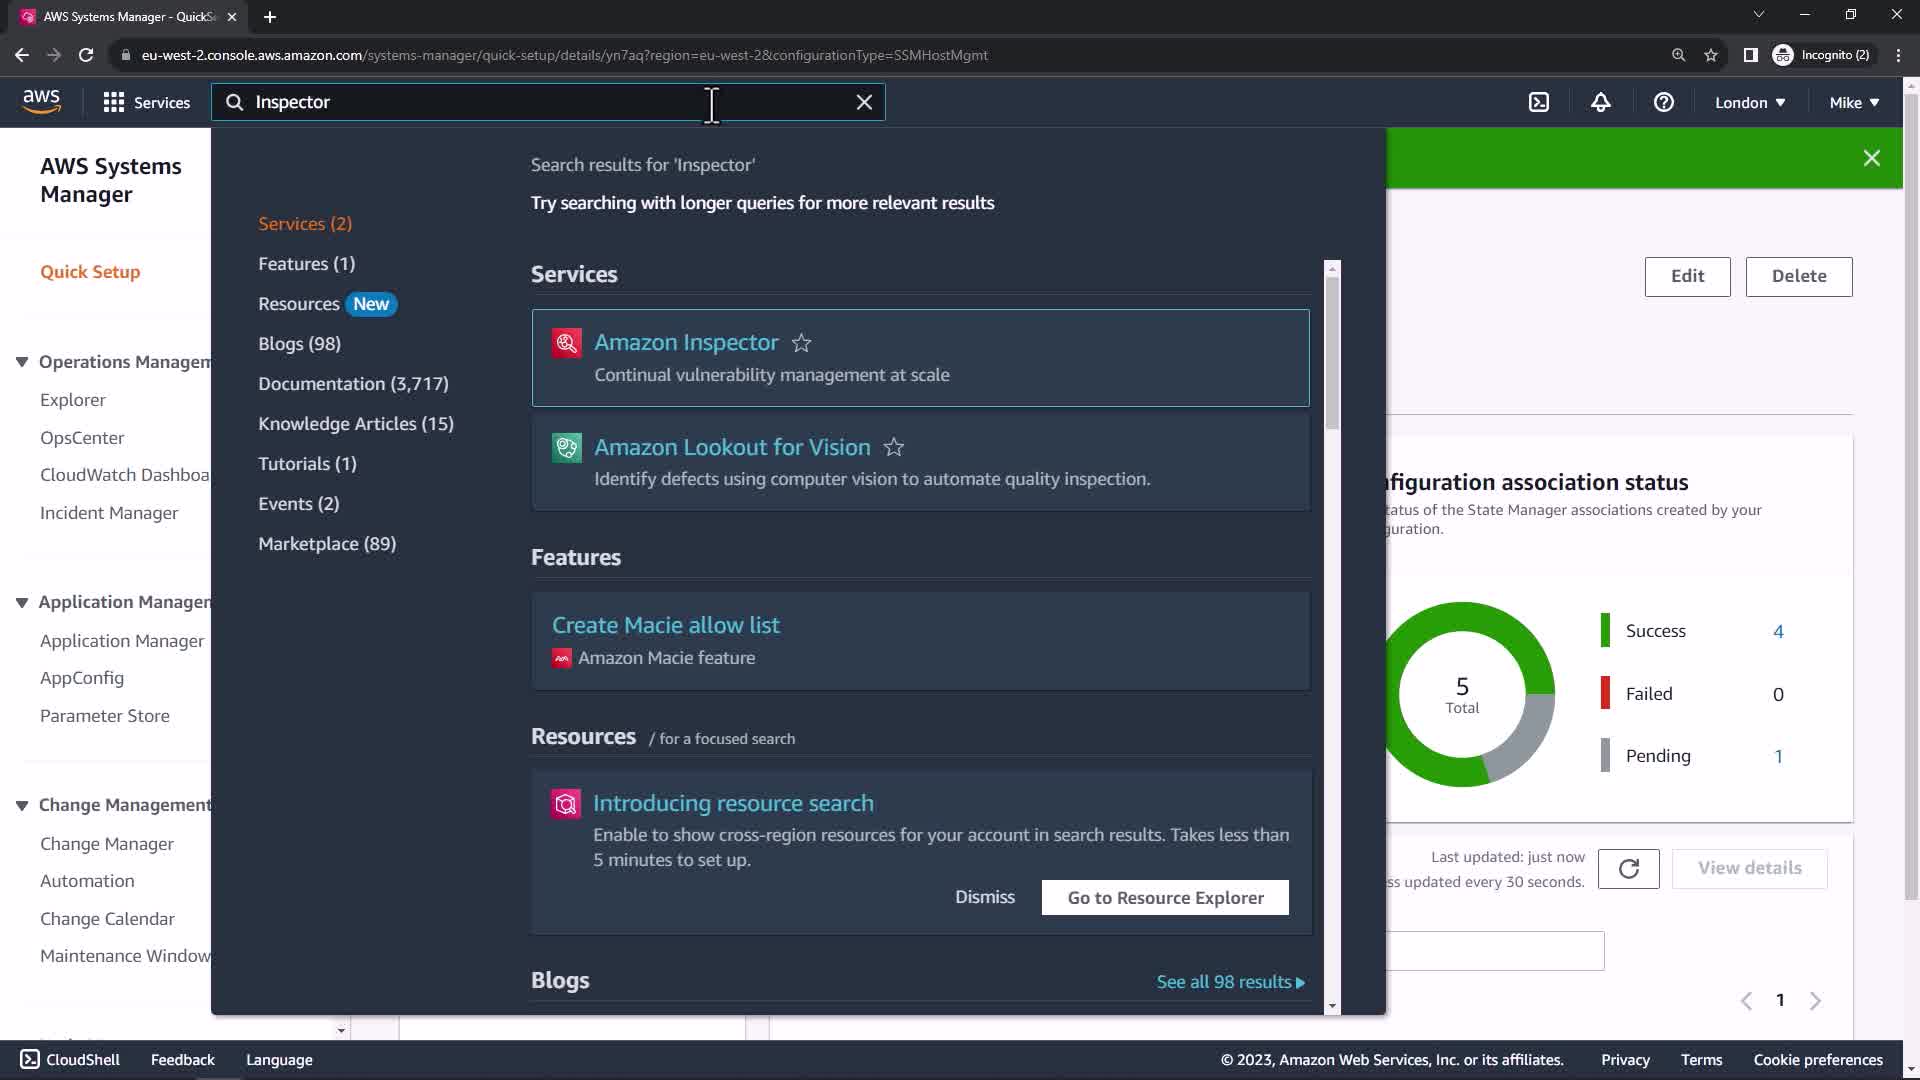 AWS Systems Manager - QuickS
eu-west-2.console.aws.amazon.com/systems-manager/quick-setup/details/yn7aq?region=eu-west-2&configurationType=SSMHostMgmt
Incognito (2)
aws
Services
Inspector
London
Mike
AWS Systems
Manager
Quick Setup
Operations Managem
Explorer
OpsCenter
CloudWatch Dashboa
Incident Manager
Application Managen
Application Manager
AppConfig
Parameter Store
Change Management
Change Manager
Automation
Change Calendar
Maintenance Window
Services (2)
Features (1)
Resources New
Blogs (98)
Documentation (3,717)
Knowledge Articles (15)
Tutorials (1)
Events (2)
Marketplace (89)
Search results for 'Inspector'
Try searching with longer queries for more relevant results
Services
Amazon Inspector
Continual vulnerability management at scale
Amazon Lookout for Vision
Identify defects using computer vision to automate quality inspection.
Features
Create Macie allow list
Amazon Macie feature
Resources / for a focused search
Introducing resource search
Enable to show cross-region resources for your account in search results. Takes less than
5 minutes to set up.
Dismiss
Go to Resource Explorer
Blogs
See all 98 results
Edit
Delete
nfiguration association status
tatus of the State Manager associations created by your
guration.
5
Total
Success 4
Failed 0
Pending 1
Last updated: just now
ss updated every 30 seconds.
View details
1
CloudShell
Feedback
Language
© 2023, Amazon Web Services, Inc. or its affiliates.
Privacy
Terms
Cookie preferences